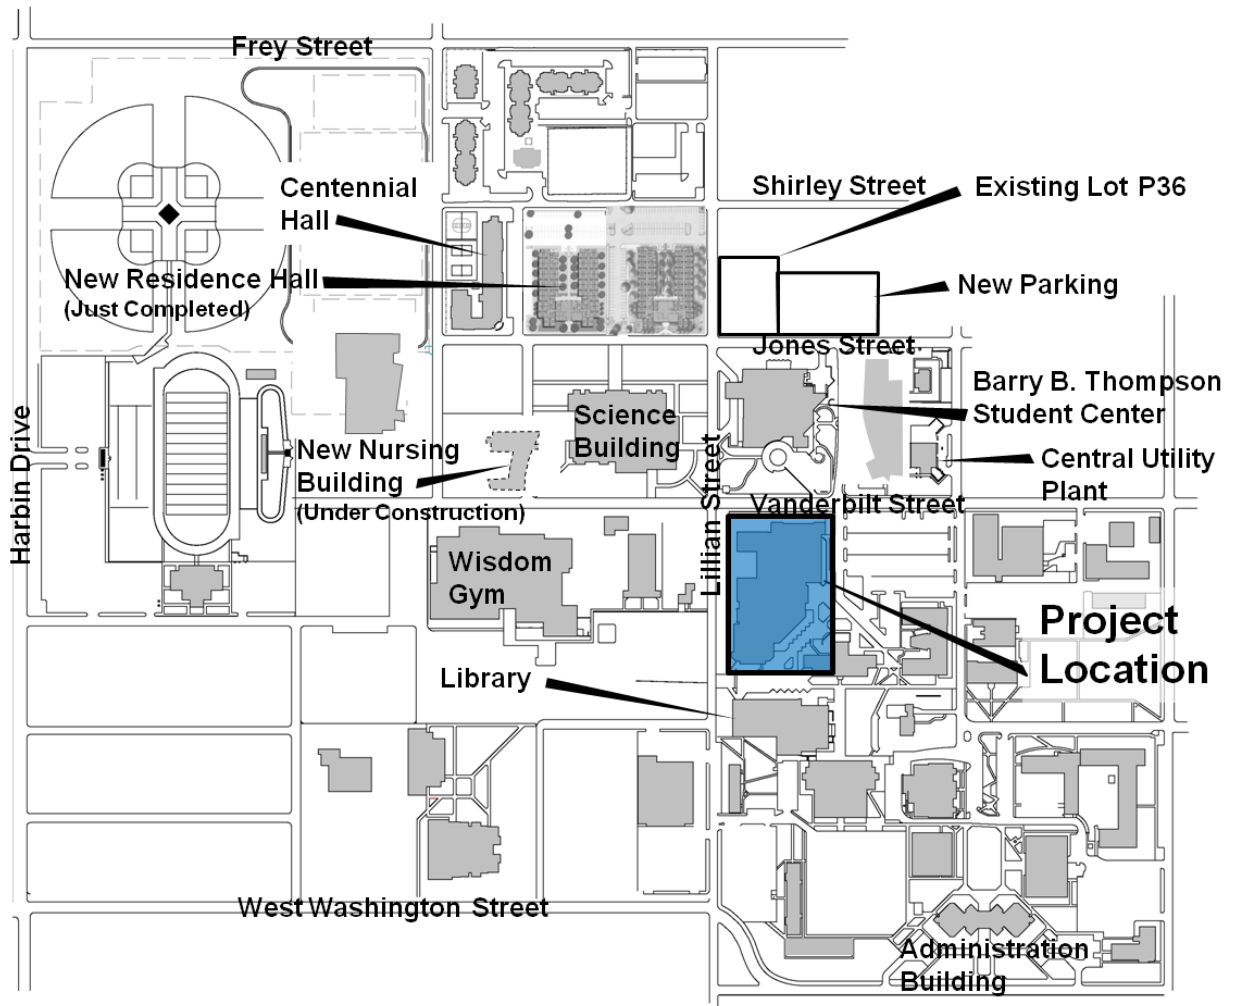 Frey Street
Centennial
Hall
Shirley Street
Existing Lot P36
New Residence Hall
(Just Completed)
New Parking
Jones Street
Barry B. Thompson
Student Center
Harbin Drive
Science
Building
New Nursing
Building
(Under Construction)
Lillian Street
Central Utility
Plant
Vanderbilt Street
Wisdom
Gym
Project
Location
Library
West Washington Street
Administration
Building